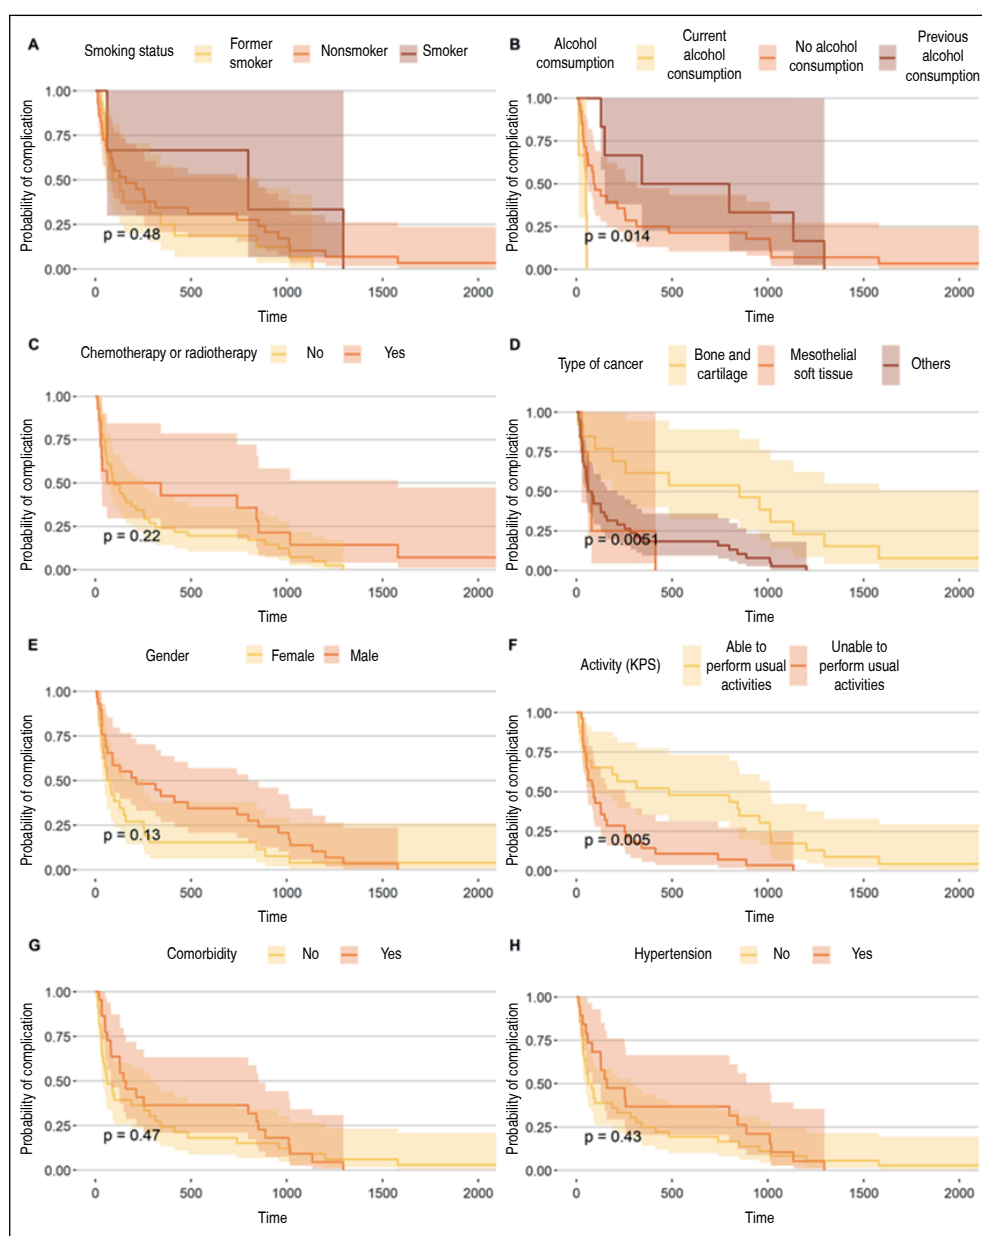 A
Smoking status
Former
smoker
Nonsmoker
Smoker
Probability of complication
1.00
0.75
0.50
0.25
0.00
p = 0.48
0 500 1000 1500 2000
Time
B
Alcohol
comsumption
Current
alcohol
consumption
No alcohol
consumption
Previous
alcohol
consumption
Probability of complication
1.00
0.75
0.50
0.25
0.00
p = 0.014
0 500 1000 1500 2000
Time
C
Chemotherapy or radiotherapy
No
Yes
Probability of complication
1.00
0.75
0.50
0.25
0.00
p = 0.22
0 500 1000 1500 2000
Time
D
Type of cancer
Bone and
cartilage
Mesothelial
soft tissue
Others
Probability of complication
1.00
0.75
0.50
0.25
0.00
p = 0.0051
0 500 1000 1500 2000
Time
E
Gender
Female
Male
Probability of complication
1.00
0.75
0.50
0.25
0.00
p = 0.13
0 500 1000 1500 2000
Time
F
Activity (KPS)
Able to
perform usual
activities
Unable to
perform usual
activities
Probability of complication
1.00
0.75
0.50
0.25
0.00
p = 0.005
0 500 1000 1500 2000
Time
G
Comorbidity
No
Yes
Probability of complication
1.00
0.75
0.50
0.25
0.00
p = 0.47
0 500 1000 1500 2000
Time
H
Hypertension
No
Yes
Probability of complication
1.00
0.75
0.50
0.25
0.00
p = 0.43
0 500 1000 1500 2000
Time